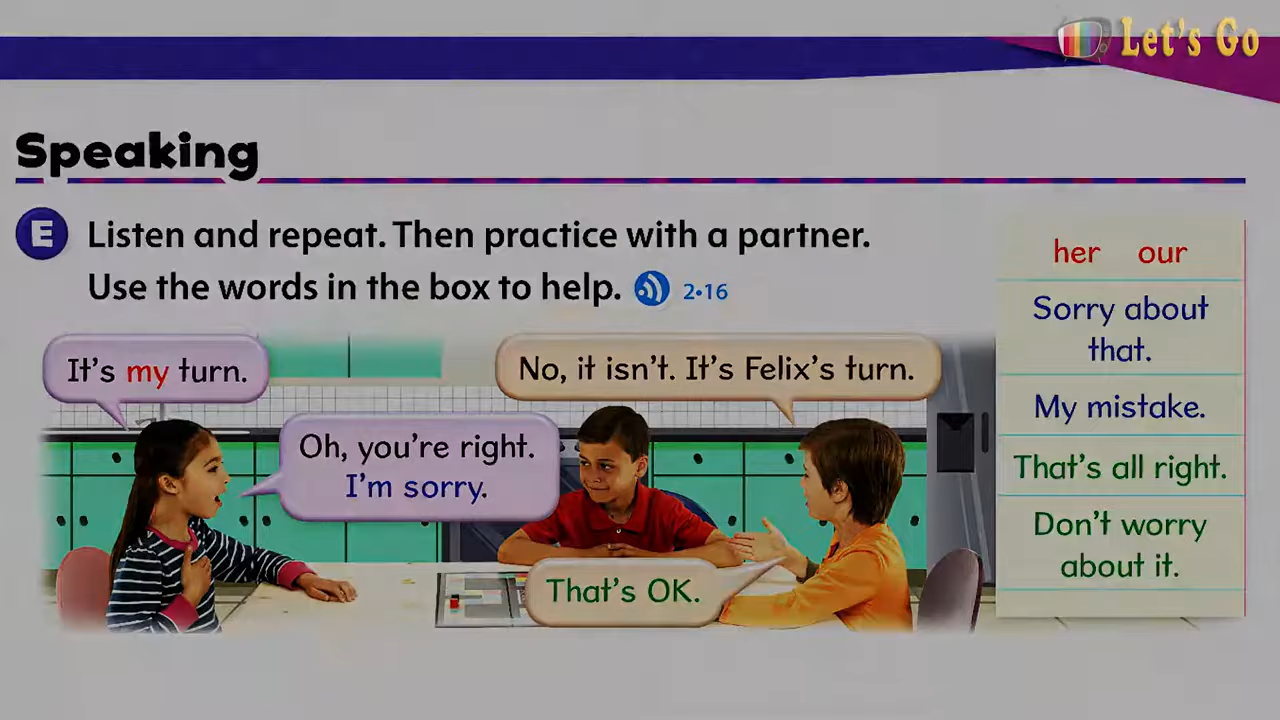 Let's Go
Speaking
E Listen and repeat. Then practice with a partner.
Use the words in the box to help. 2•16
her our
Sorry about
that.
My mistake.
That's all right.
Don't worry
about it.
It's my turn.
No, it isn't. It's Felix's turn.
Oh, you're right.
I'm sorry.
That's OK.